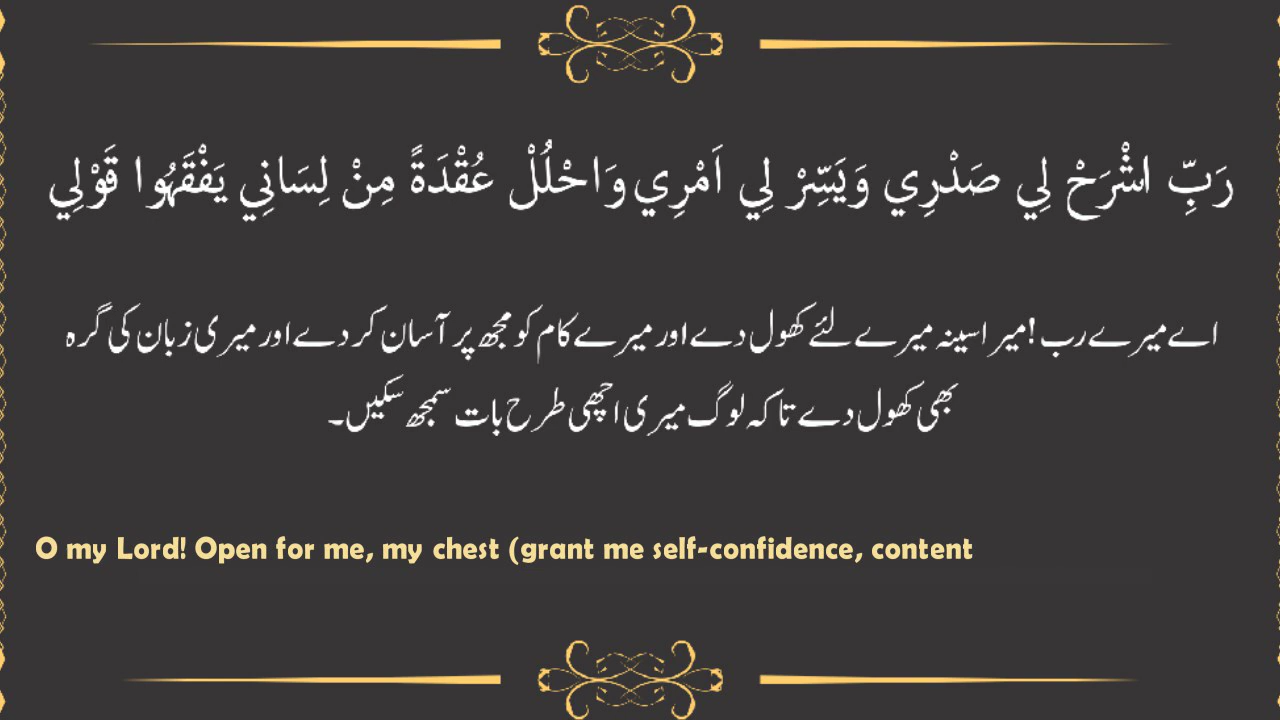 رَبِّ اشْرَحْ لِي صَدْرِي وَيَسِّرْ لِي اَمْرِي وَاحْلُلْ عُقْدَةً مِنْ لِسَانِي يَفْقَهُوا قَوْلِي
اے میرے رب! میرا سینہ میرے لئے کھول دے اور میرے کام کو مجھ پر آسان کر دے اور میری زبان کی گرہ
بھی کھول دے تاکہ لوگ میری اچھی طرح بات سمجھ سکیں۔
O my Lord! Open for me, my chest (grant me self-confidence, content